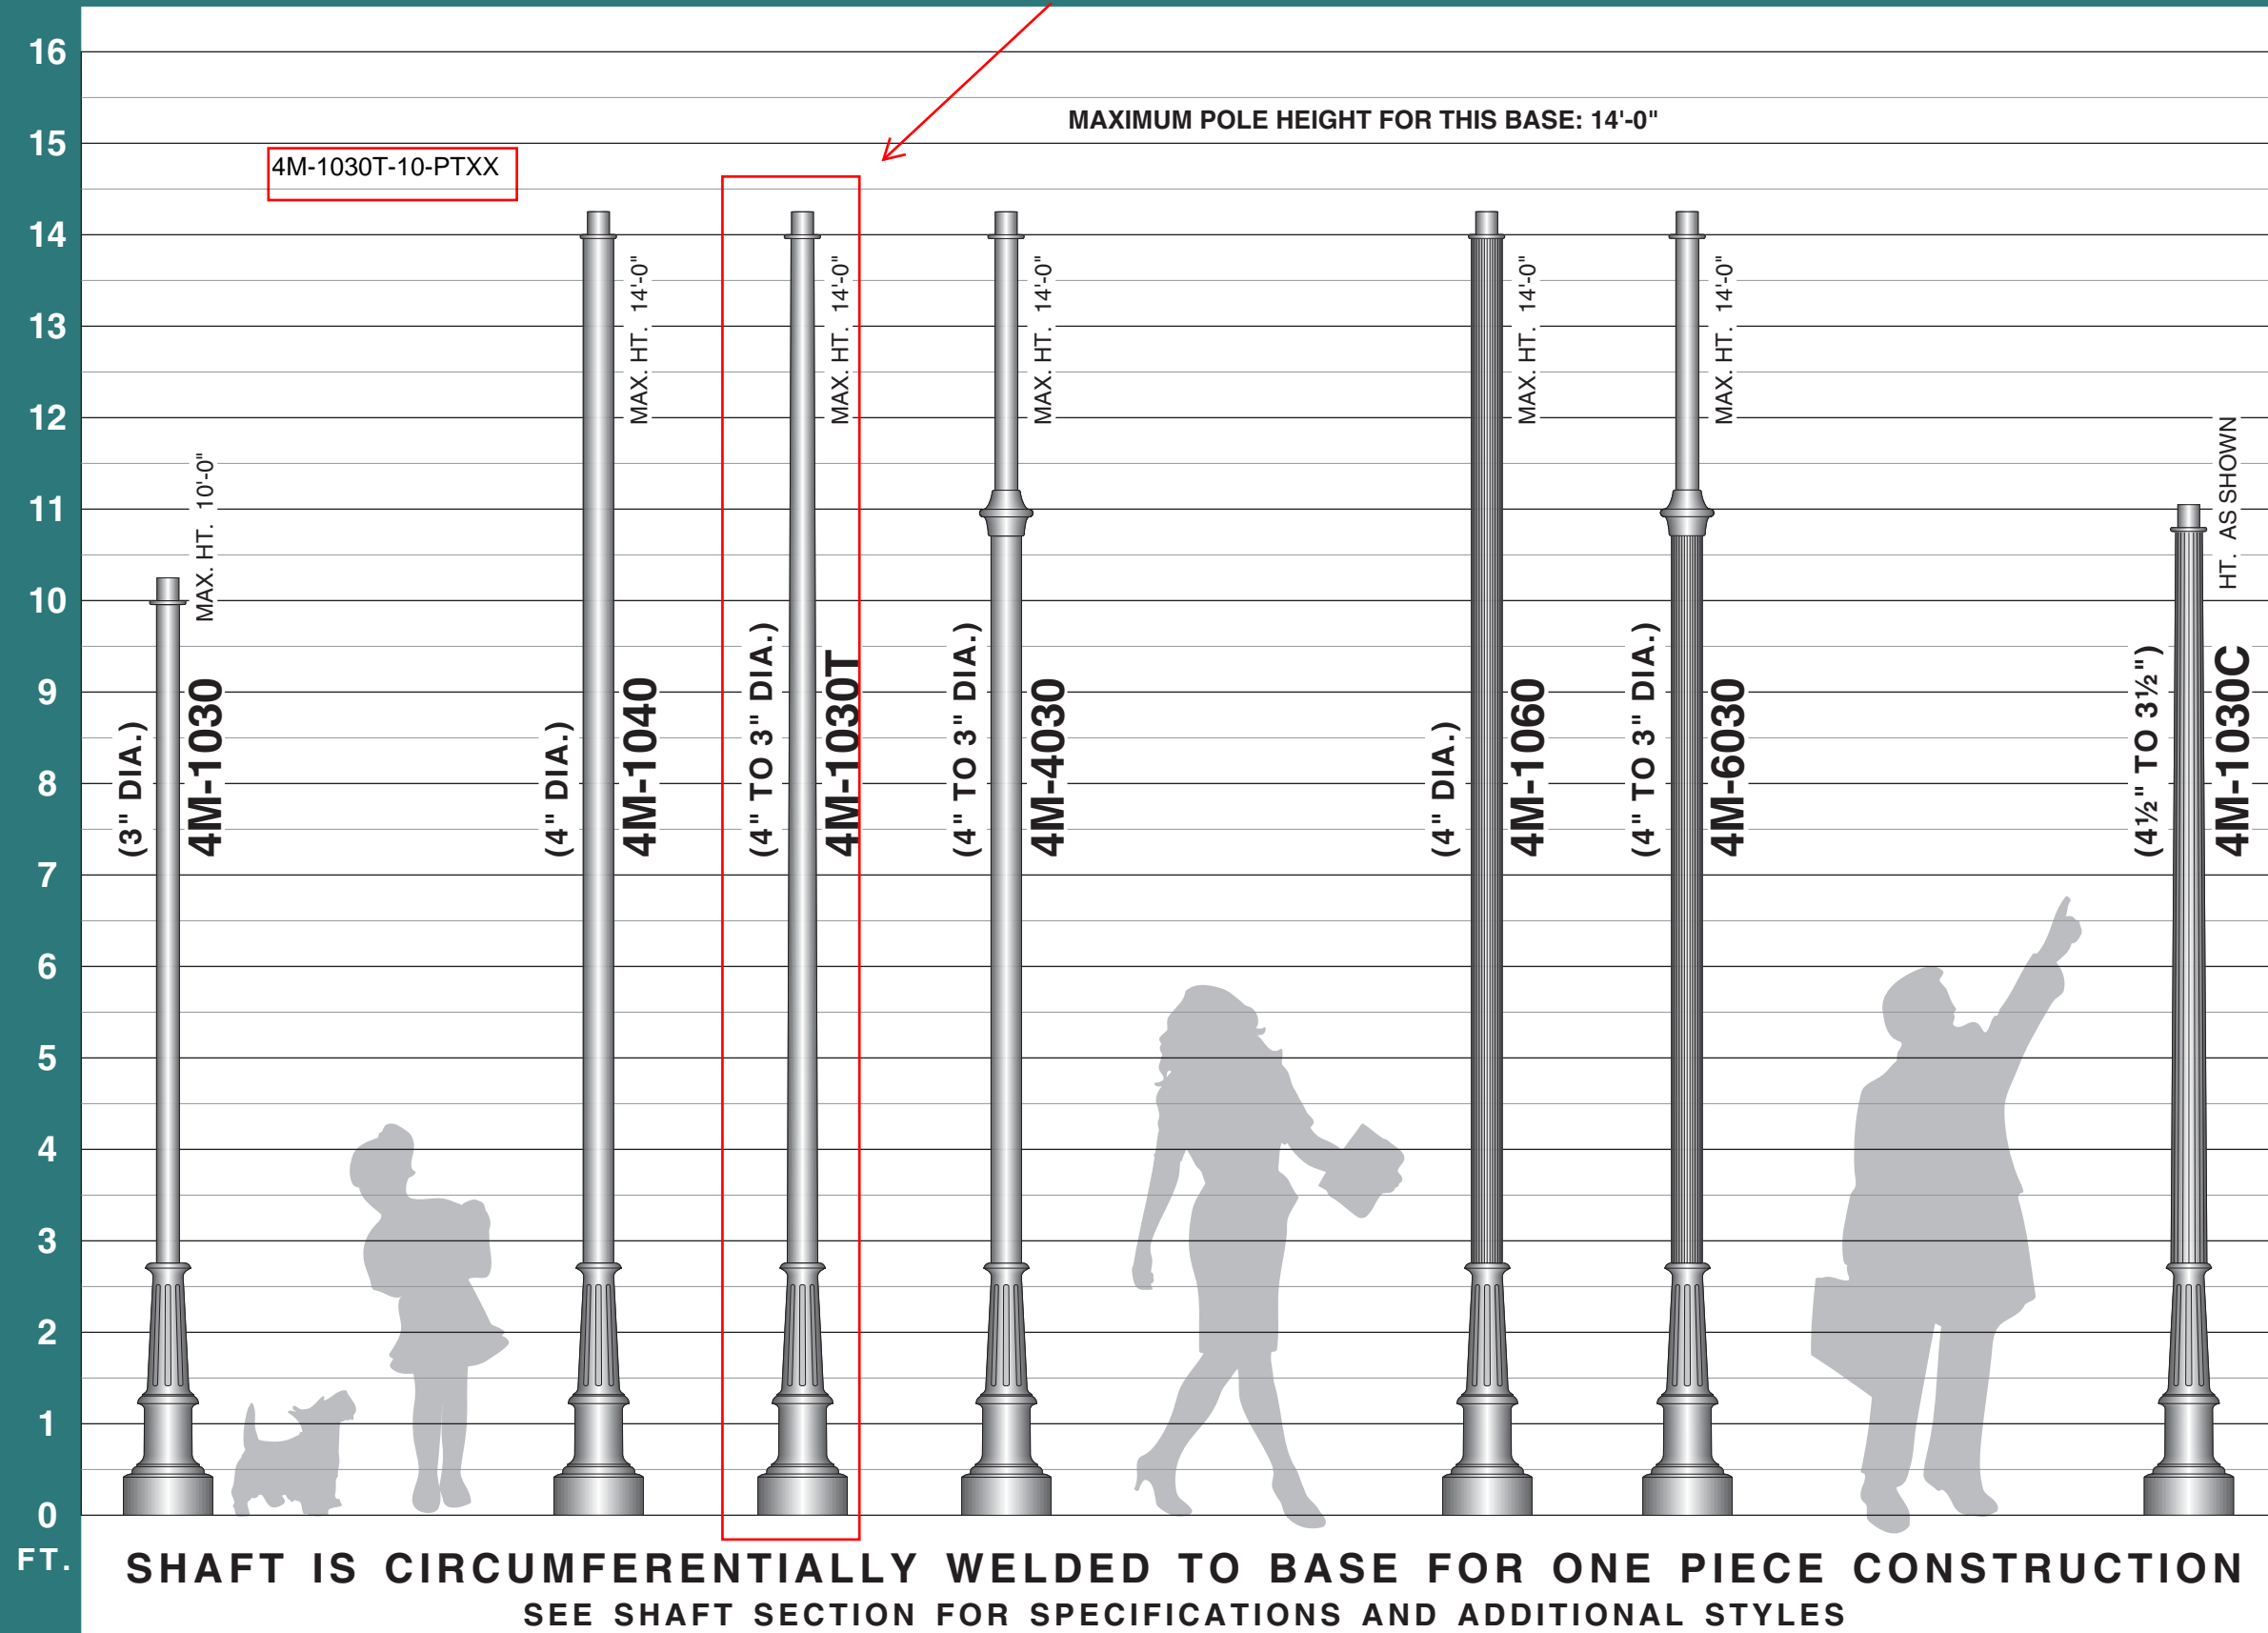 16
15
14
13
12
11
10
9
8
7
6
5
4
3
2
1
0
FT.
MAXIMUM POLE HEIGHT FOR THIS BASE: 14'-0"
4M-1030T-10-PTXX
(3" DIA.)
4M-1030
MAX. HT. 10'-0"
(4" DIA.)
4M-1040
MAX. HT. 14'-0"
(4" TO 3" DIA.)
4M-1030T
MAX. HT. 14'-0"
(4" TO 3" DIA.)
4M-4030
MAX. HT. 14'-0"
(4" DIA.)
4M-1060
MAX. HT. 14'-0"
(4" TO 3" DIA.)
4M-6030
MAX. HT. 14'-0"
(4½" TO 3½")
4M-1030C
HT. AS SHOWN
SHAFT IS CIRCUMFERENTIALLY WELDED TO BASE FOR ONE PIECE CONSTRUCTION
SEE SHAFT SECTION FOR SPECIFICATIONS AND ADDITIONAL STYLES